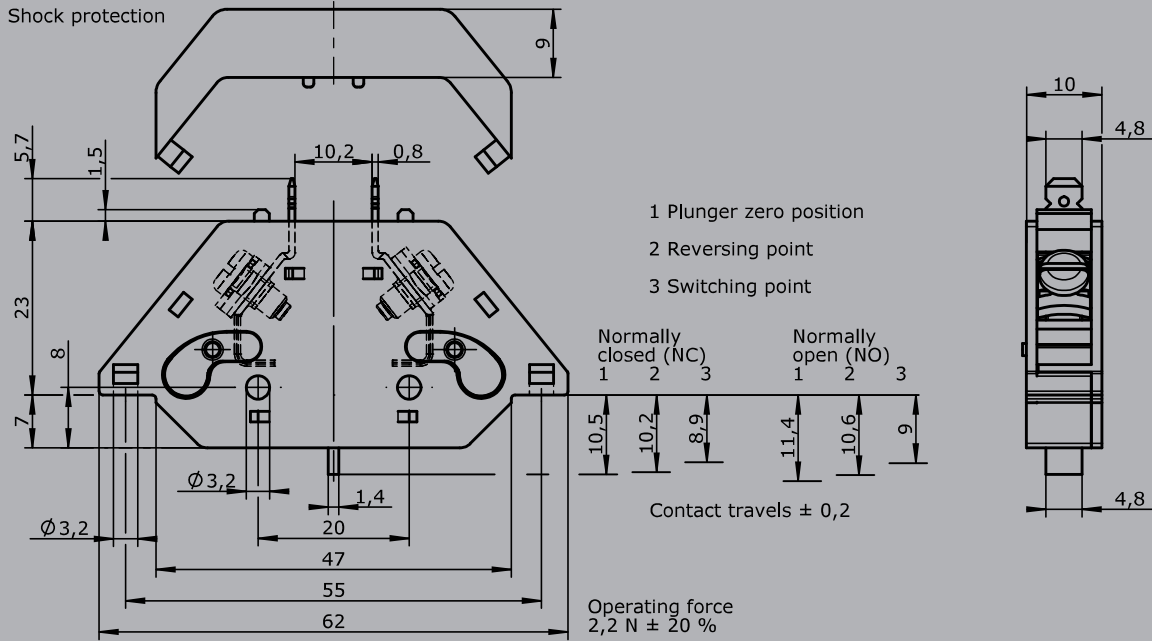 Shock protection
9
10
4,8
5,7
1,5
10,2
0,8
1 Plunger zero position
2 Reversing point
3 Switching point
23
8
7
Normally
closed (NC)
1 2 3
Normally
open (NO)
1 2 3
10,5
10,2
8,9
11,4
10,6
9
Ø 3,2
1,4
Contact travels ± 0,2
4,8
Ø 3,2
20
47
55
62
Operating force
2,2 N ± 20 %